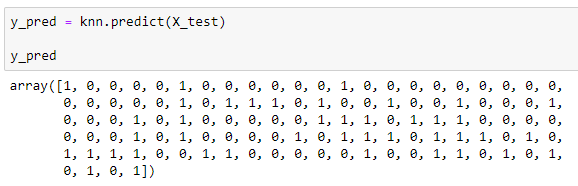 y_pred = knn.predict(X_test)
y_pred
array([1, 0, 0, 0, 0, 1, 0, 0, 0, 0, 0, 0, 1, 0, 0, 0, 0, 0, 0, 0, 0, 0,
0, 0, 0, 0, 0, 1, 0, 1, 1, 1, 0, 1, 0, 0, 1, 0, 0, 1, 0, 0, 0, 1,
0, 0, 0, 1, 0, 1, 0, 0, 0, 0, 0, 1, 1, 1, 0, 1, 1, 1, 0, 0, 0, 0,
0, 0, 0, 1, 0, 1, 0, 0, 0, 0, 1, 0, 1, 1, 1, 0, 1, 1, 1, 0, 1, 0,
1, 1, 1, 1, 0, 0, 1, 1, 0, 0, 0, 0, 0, 1, 0, 0, 1, 1, 0, 1, 0, 1,
0, 1, 0, 1])